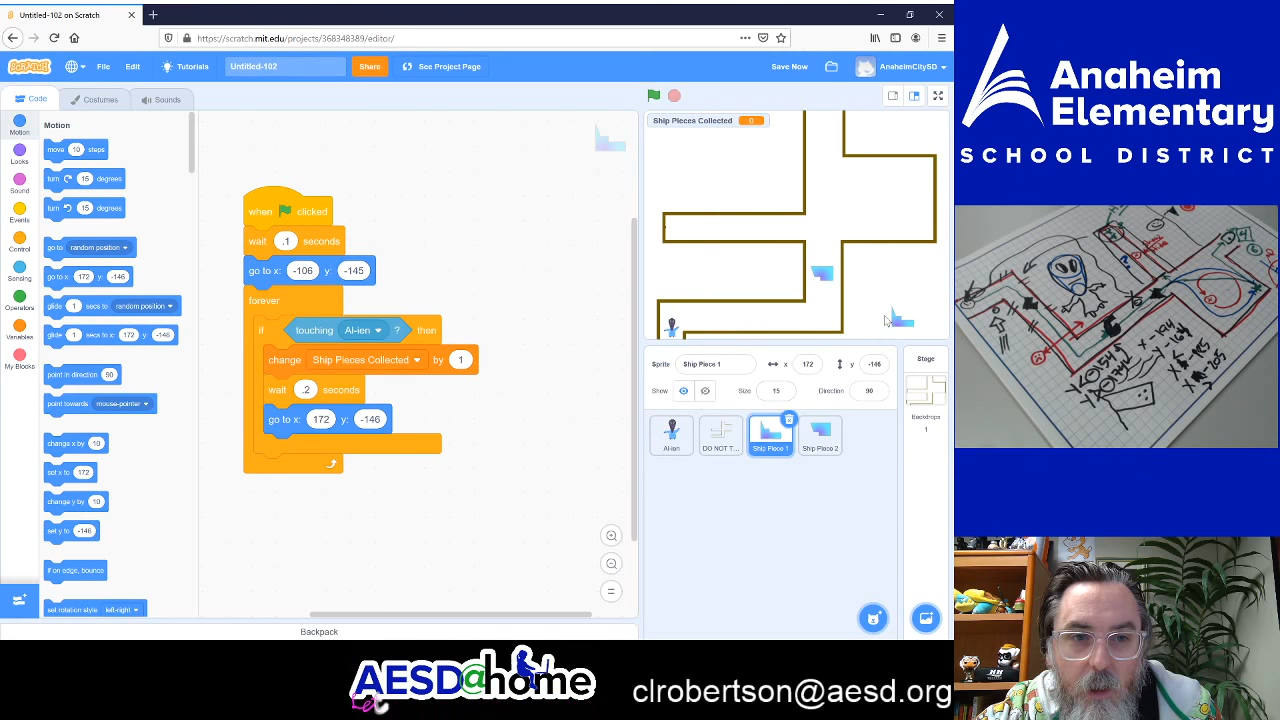 Untitled-102 on Scratch
https://scratch.mit.edu/projects/368348389/editor/
SCRATCH
File
Edit
Tutorials
Untitled-102
Share
See Project Page
Save Now
AnaheimCitySD
Code
Costumes
Sounds
Motion
Looks
Sound
Events
Control
Sensing
Operators
Variables
My Blocks
Motion
move 10 steps
turn 15 degrees
turn 15 degrees
go to random position
go to x: 172 y: -146
glide 1 secs to random position
glide 1 secs to x: 172 y: -146
point in direction 90
point towards mouse-pointer
change x by 10
set x to 172
change y by 10
set y to -146
if on edge, bounce
set rotation style left-right
when clicked
wait .1 seconds
go to x: -106 y: -145
forever
if touching Al-ien ? then
change Ship Pieces Collected by 1
wait .2 seconds
go to x: 172 y: -146
Backpack
Ship Pieces Collected 0
Sprite Ship Piece 1 x 172 y -146
Show Size 15 Direction 90
Al-ien
DO NOT T...
Ship Piece 1
Ship Piece 2
Stage
Backdrops
1
Anaheim
Elementary
SCHOOL DISTRICT
AESD@home
clrobertson@aesd.org